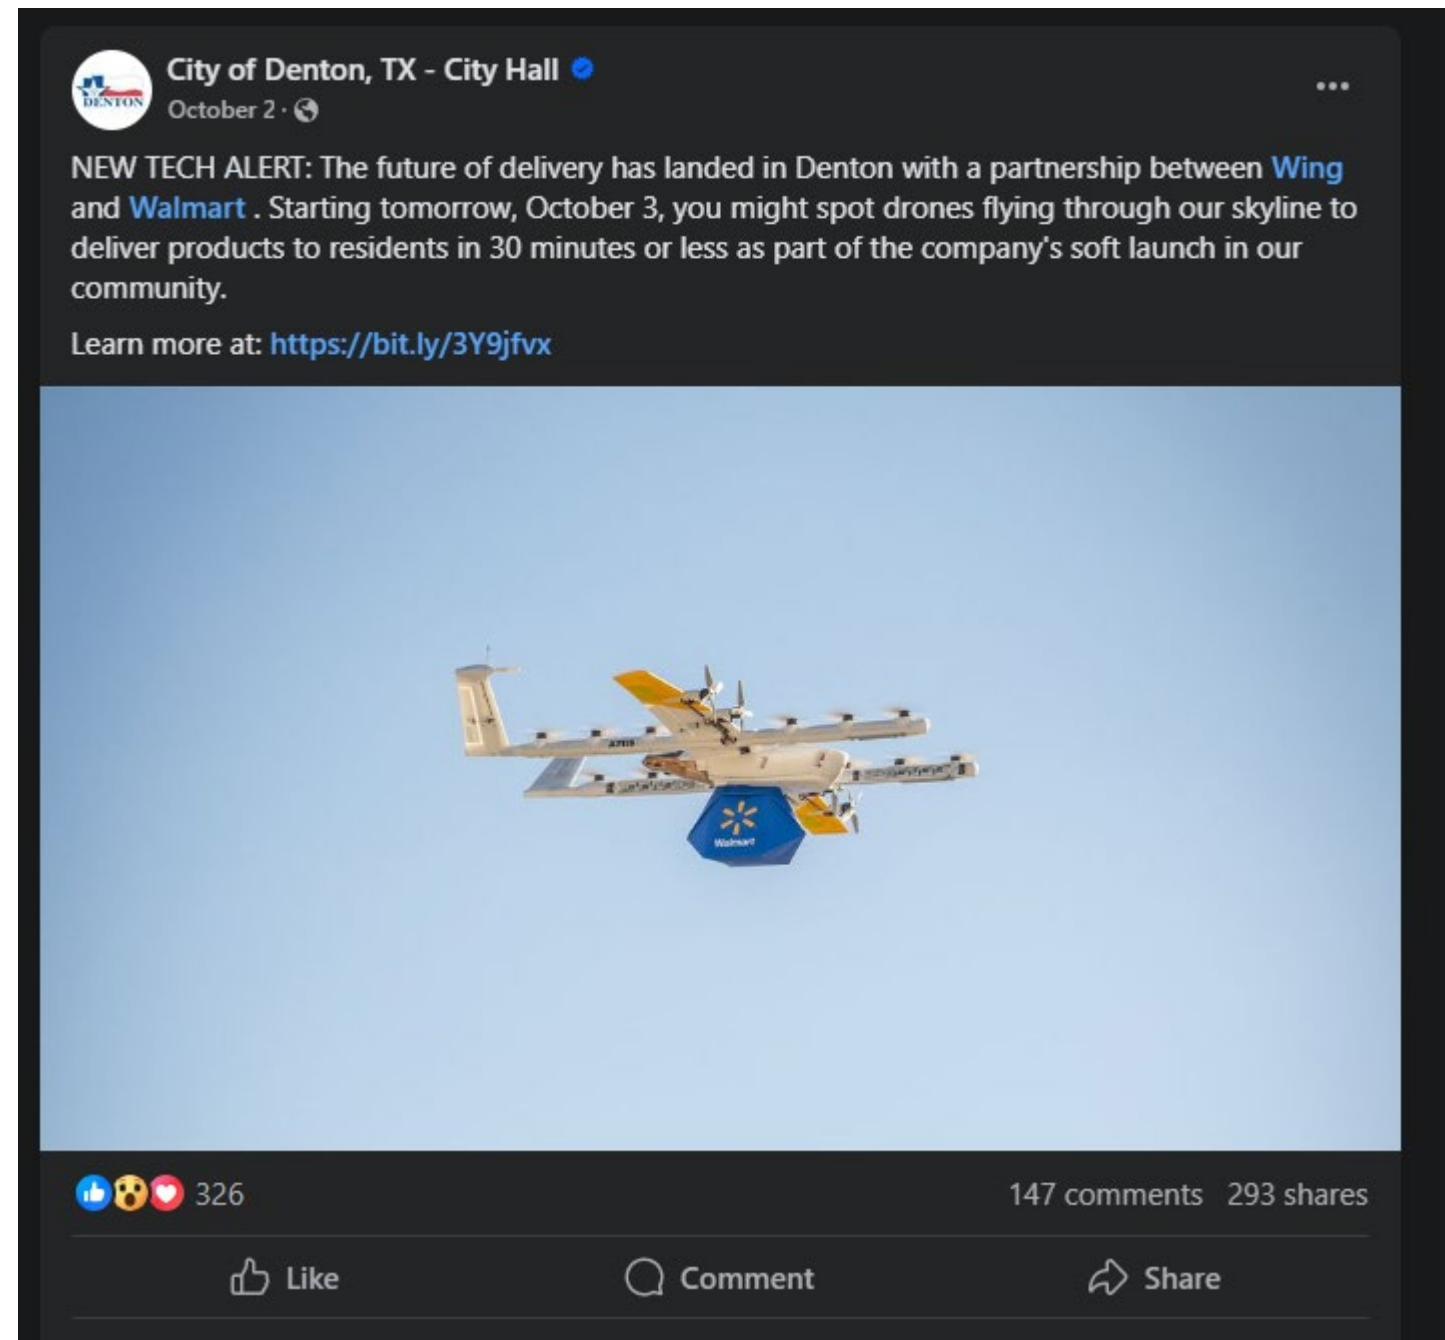 City of Denton, TX - City Hall
DENTON
October 2 ·
NEW TECH ALERT: The future of delivery has landed in Denton with a partnership between Wing
and Walmart . Starting tomorrow, October 3, you might spot drones flying through our skyline to
deliver products to residents in 30 minutes or less as part of the company's soft launch in our
community.
Learn more at: https://bit.ly/3Y9jfvx
Walmart
326
147 comments 293 shares
Like
Comment
Share